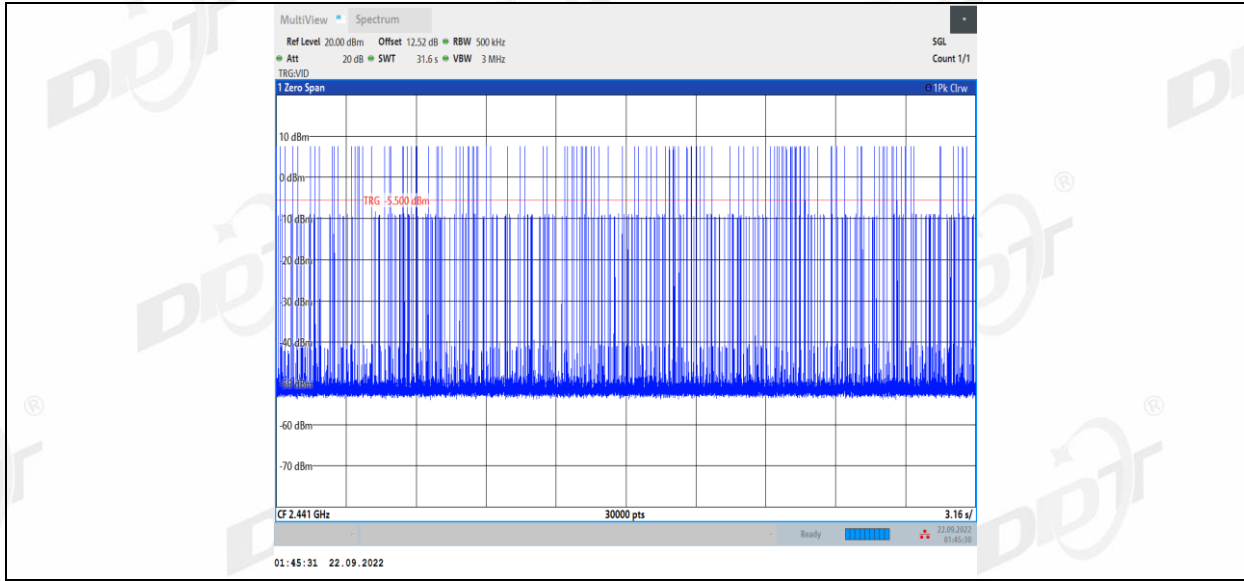 MultiView Spectrum
Ref Level 20.00 dBm Offset 12.52 dB RBW 500 kHz SGL
Att 20 dB SWT 31.6 s VBW 3 MHz Count 1/1
TRG:VID
1 Zero Span 1Pk Clrw
10 dBm
0 dBm
TRG -5.500 dBm
-10 dBm
-20 dBm
-30 dBm
-40 dBm
-50 dBm
-60 dBm
-70 dBm
CF 2.441 GHz 30000 pts 3.16 s/
Ready 22.09.2022
01:45:30
01:45:31 22.09.2022
DDT
®